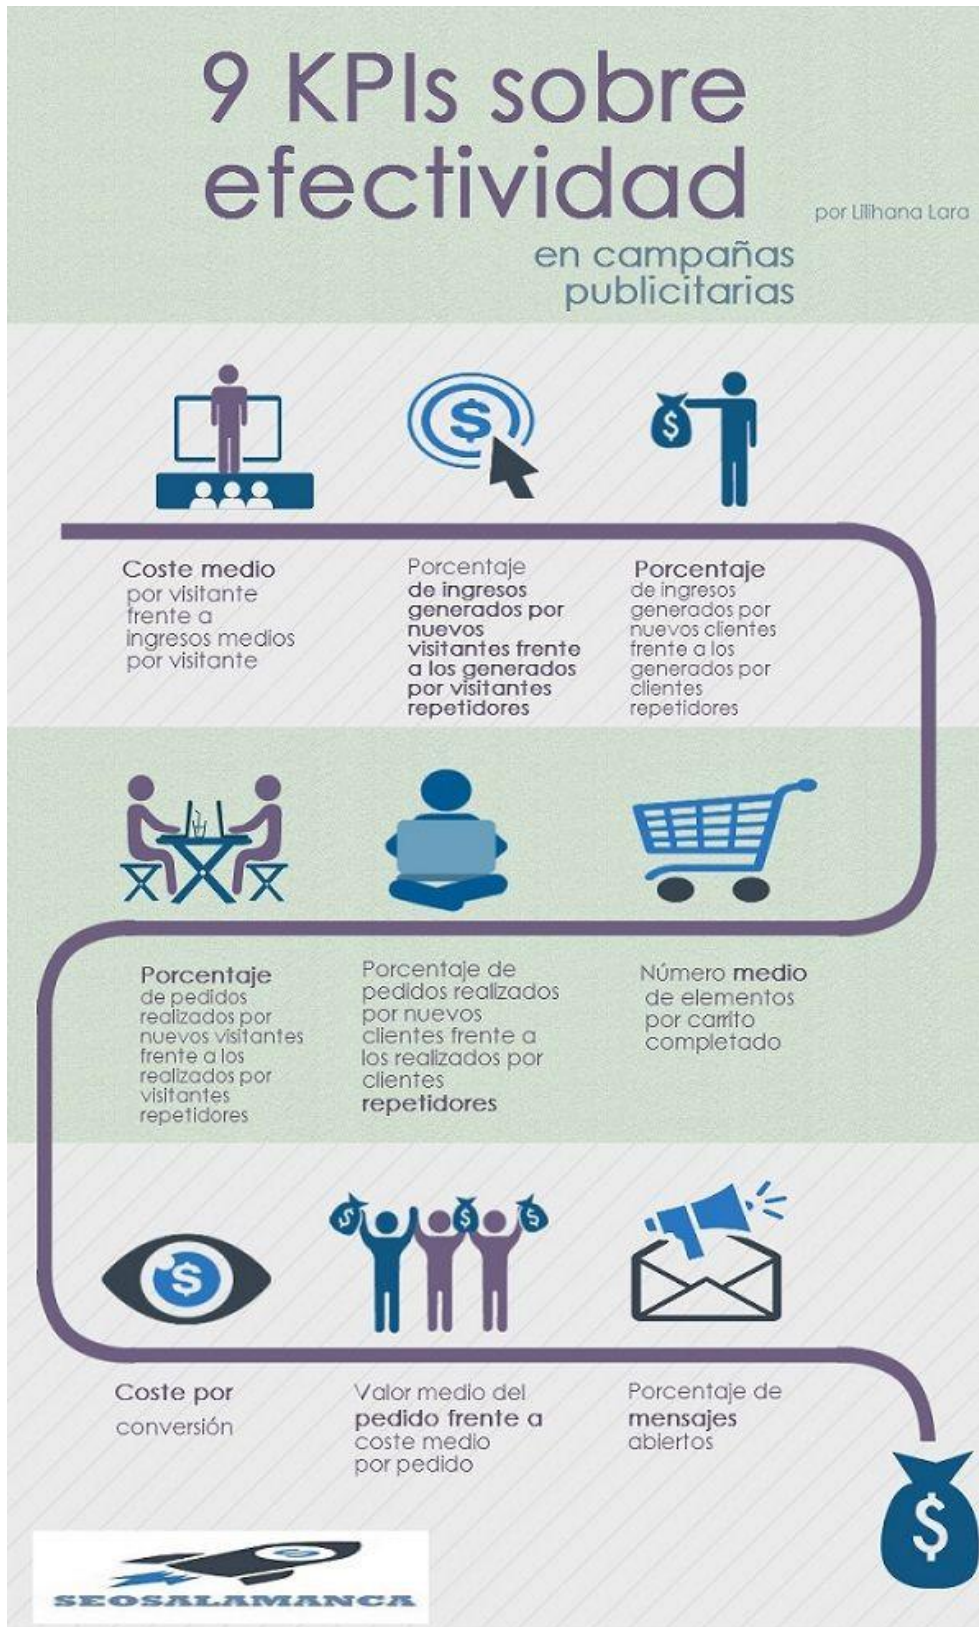 9 KPIs sobre
efectividad
por Lilihana Lara
en campañas
publicitarias
$
$
Coste medio
por visitante
frente a
ingresos medios
por visitante
Porcentaje
de ingresos
generados por
nuevos
visitantes frente
a los generados
por visitantes
repetidores
Porcentaje
de ingresos
generados por
nuevos clientes
frente a los
generados por
clientes
repetidores
Porcentaje
de pedidos
realizados por
nuevos visitantes
frente a los
realizados por
visitantes
repetidores
Porcentaje de
pedidos realizados
por nuevos
clientes frente a
los realizados por
clientes
repetidores
Número medio
de elementos
por carrito
completado
$
$ $ $
Coste por
conversión
Valor medio del
pedido frente a
coste medio
por pedido
Porcentaje de
mensajes
abiertos
$
SEOSALAMANCA